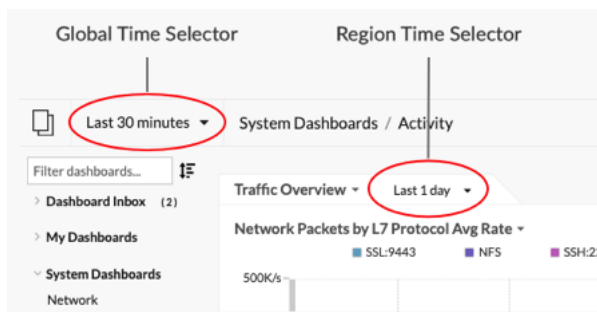 Global Time Selector
Region Time Selector
Last 30 minutes
System Dashboards / Activity
Filter dashboards...
Traffic Overview
Last 1 day
Dashboard Inbox (2)
Network Packets by L7 Protocol Avg Rate
My Dashboards
SSL:9443
NFS
System Dashboards
500K/s
Network